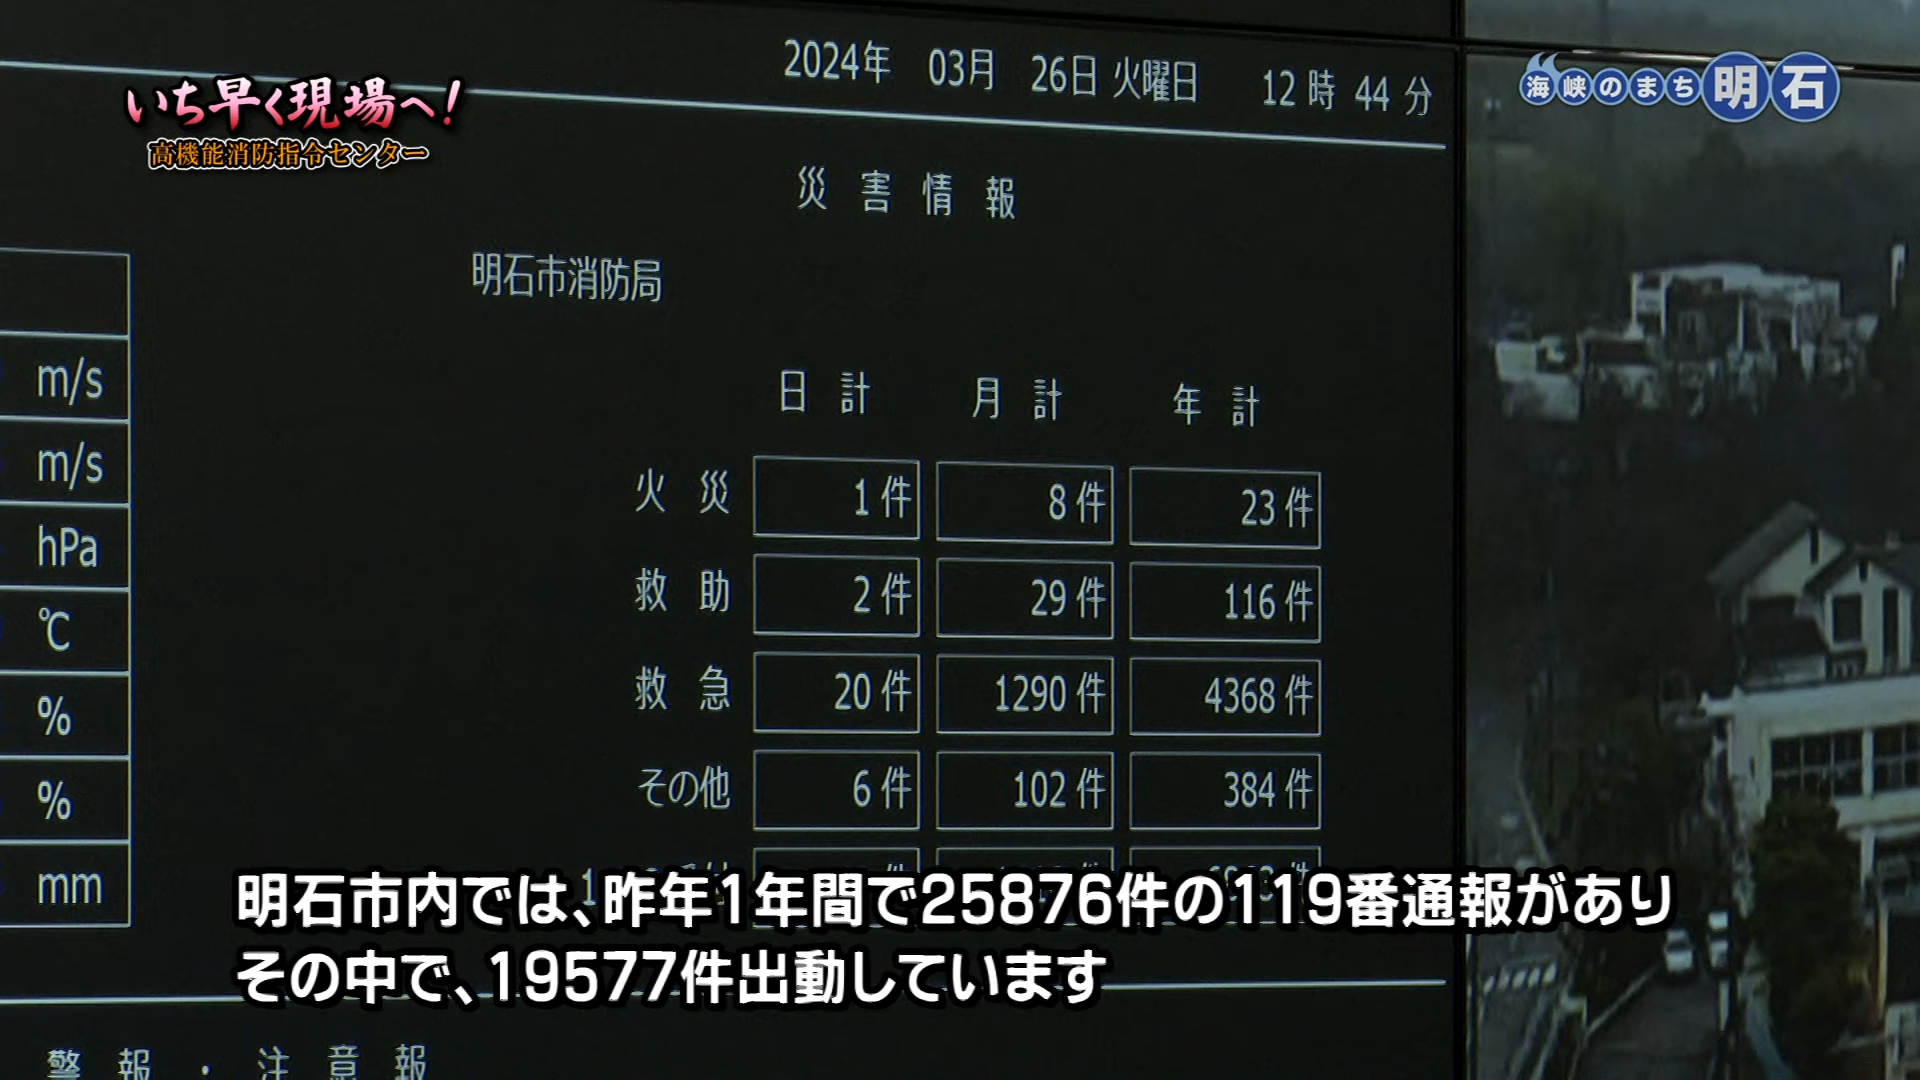 2024年 03月 26日 火曜日 12時 44分
いち早く現場へ!
高機能消防指令センター
海峡のまち明石
災害情報
明石市消防局
日計 月計 年計
火災 1件 8件 23件
救助 2件 29件 116件
救急 20件 1290件 4368件
その他 6件 102件 384件
m/s
m/s
hPa
℃
%
%
mm
明石市内では、昨年1年間で25876件の119番通報があり
その中で、19577件出動しています
警報・注意報